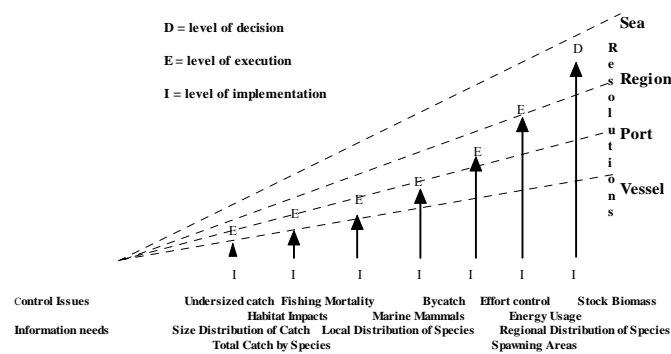 D = level of decision
E = level of execution
I = level of implementation
Sea
Region
Port
Vessel
Resolutions
D
E
E
E
E
E
E
I
I
I
I
I
I
I
Control Issues
Undersized catch Fishing Mortality Bycatch Effort control Stock Biomass
Habitat Impacts Marine Mammals Energy Usage
Information needs
Size Distribution of Catch Local Distribution of Species Regional Distribution of Species
Total Catch by Species Spawning Areas